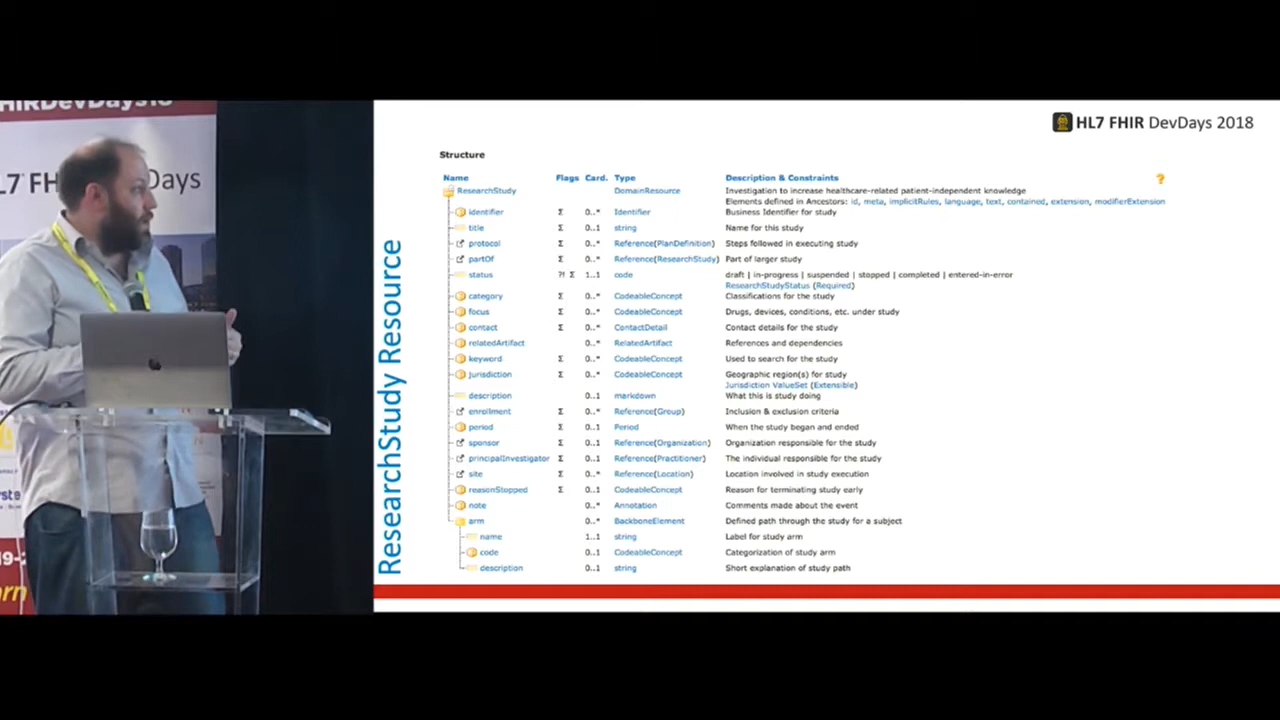 HIRDevDays18
L7 FH Days
HL7 FHIR DevDays 2018
ResearchStudy Resource
Structure
Name Flags Card. Type Description & Constraints ?
ResearchStudy DomainResource Investigation to increase healthcare-related patient-independent knowledge
Elements defined in Ancestors: id, meta, implicitRules, language, text, contained, extension, modifierExtension
identifier Σ 0..* Identifier Business Identifier for study
title Σ 0..1 string Name for this study
protocol Σ 0..* Reference(PlanDefinition) Steps followed in executing study
partOf Σ 0..* Reference(ResearchStudy) Part of larger study
status ?! Σ 1..1 code draft | in-progress | suspended | stopped | completed | entered-in-error
ResearchStudyStatus (Required)
category Σ 0..* CodeableConcept Classifications for the study
focus Σ 0..* CodeableConcept Drugs, devices, conditions, etc. under study
contact Σ 0..* ContactDetail Contact details for the study
relatedArtifact 0..* RelatedArtifact References and dependencies
keyword Σ 0..* CodeableConcept Used to search for the study
jurisdiction Σ 0..* CodeableConcept Geographic region(s) for study
Jurisdiction ValueSet (Extensible)
description 0..1 markdown What this is study doing
enrollment Σ 0..* Reference(Group) Inclusion & exclusion criteria
period Σ 0..1 Period When the study began and ended
sponsor Σ 0..1 Reference(Organization) Organization responsible for the study
principalInvestigator Σ 0..1 Reference(Practitioner) The individual responsible for the study
site Σ 0..* Reference(Location) Location involved in study execution
reasonStopped Σ 0..1 CodeableConcept Reason for terminating study early
note 0..* Annotation Comments made about the event
arm 0..* BackboneElement Defined path through the study for a subject
name 1..1 string Label for study arm
code 0..1 CodeableConcept Categorization of study arm
description 0..1 string Short explanation of study path